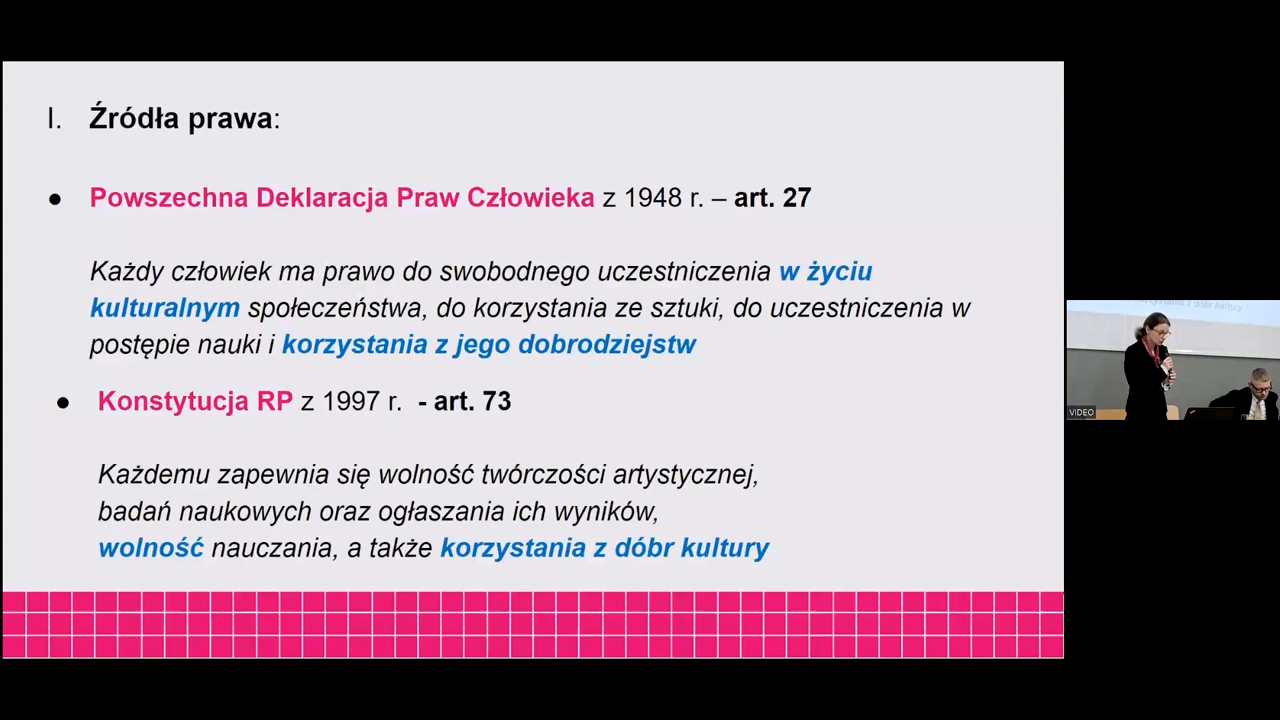 I. Źródła prawa:
● Powszechna Deklaracja Praw Człowieka z 1948 r. – art. 27
Każdy człowiek ma prawo do swobodnego uczestniczenia w życiu
kulturalnym społeczeństwa, do korzystania ze sztuki, do uczestniczenia w
postępie nauki i korzystania z jego dobrodziejstw
● Konstytucja RP z 1997 r. - art. 73
Każdemu zapewnia się wolność twórczości artystycznej,
badań naukowych oraz ogłaszania ich wyników,
wolność nauczania, a także korzystania z dóbr kultury
z dóbr kultury
VIDEO